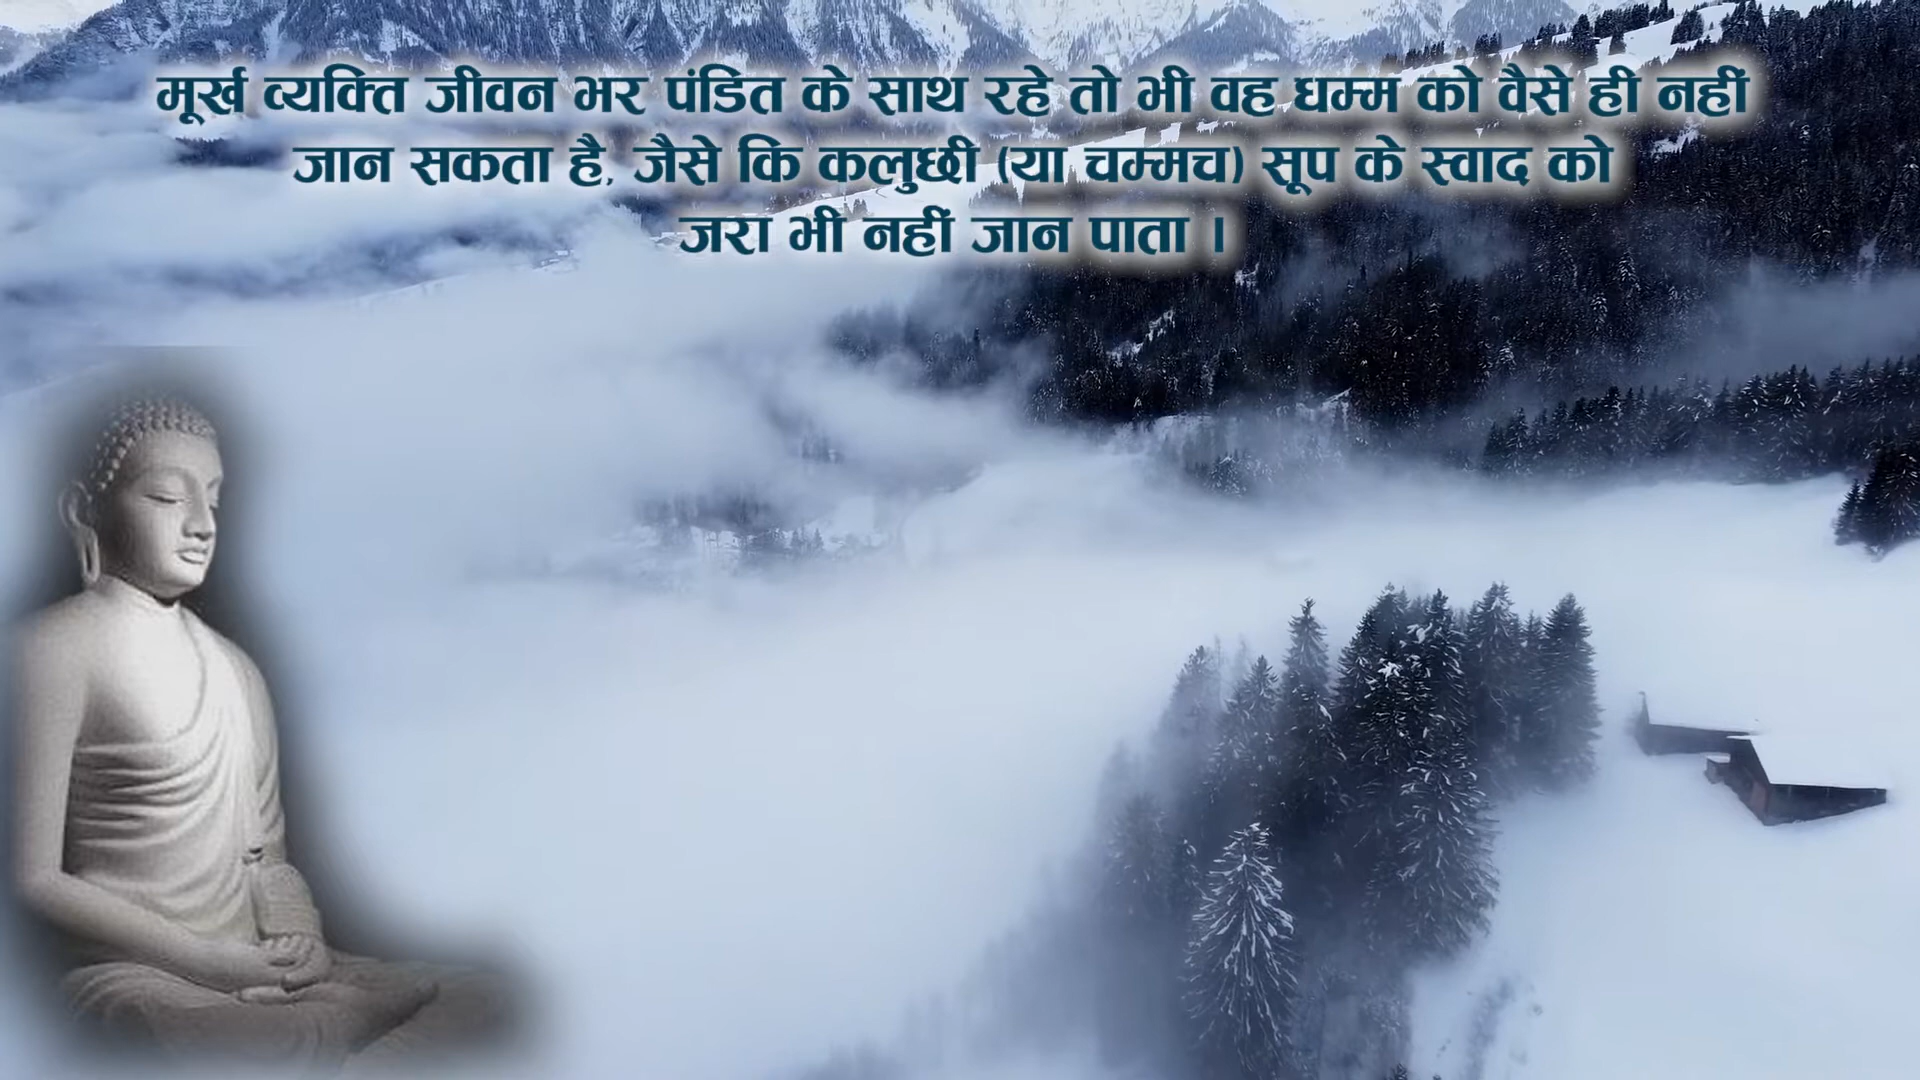 मूर्ख व्यक्ति जीवन भर पंडित के साथ रहे तो भी वह धम्म को वैसे ही नहीं
जान सकता है, जैसे कि कलुछी (या चम्मच) सूप के स्वाद को
जरा भी नहीं जान पाता ।